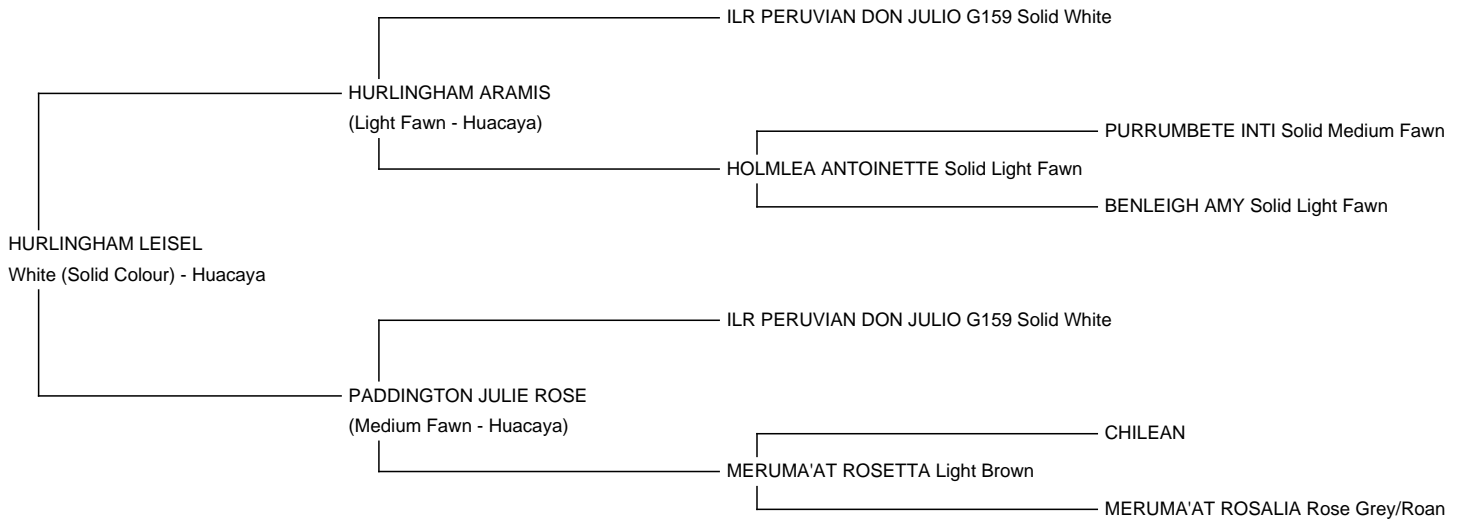 ILR PERUVIAN DON JULIO G159 Solid White
HURLINGHAM ARAMIS
(Light Fawn - Huacaya)
PURRUMBETE INTI Solid Medium Fawn
HOLMLEA ANTOINETTE Solid Light Fawn
BENLEIGH AMY Solid Light Fawn
HURLINGHAM LEISEL
White (Solid Colour) - Huacaya
ILR PERUVIAN DON JULIO G159 Solid White
PADDINGTON JULIE ROSE
(Medium Fawn - Huacaya)
CHILEAN
MERUMA'AT ROSETTA Light Brown
MERUMA'AT ROSALIA Rose Grey/Roan